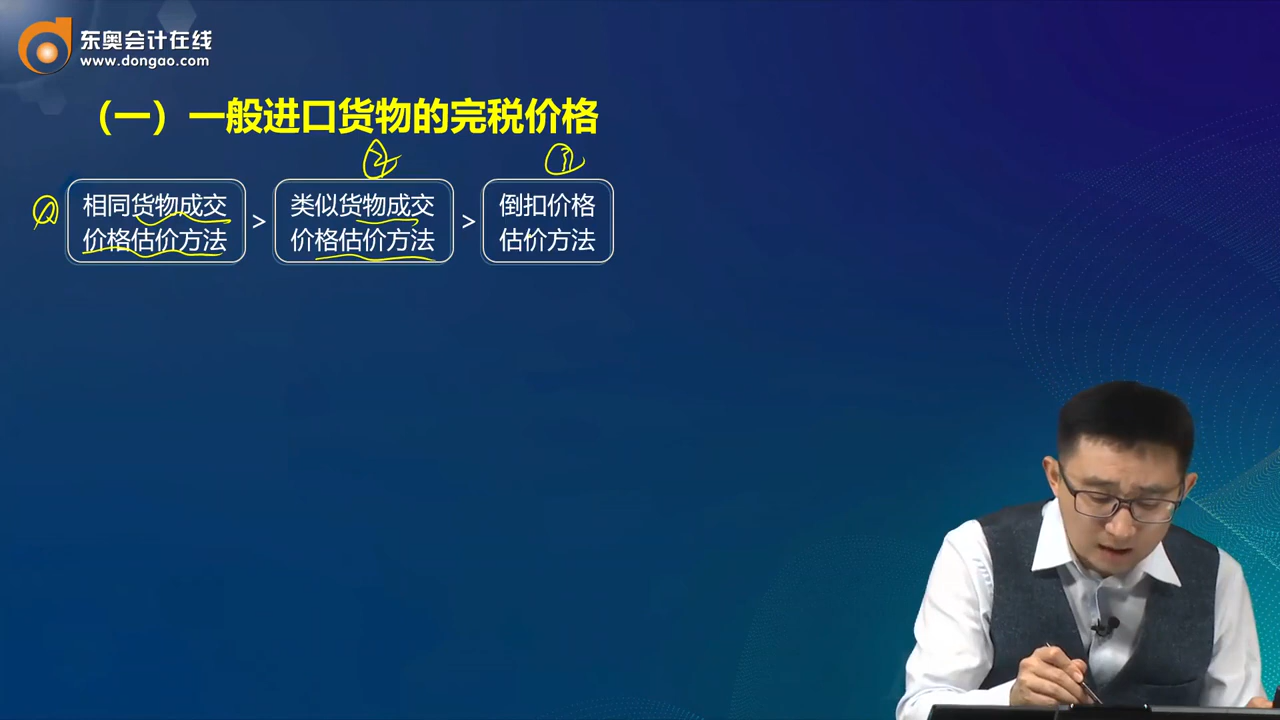 东奥会计在线
www.dongao.com
（一）一般进口货物的完税价格
②
相同货物成交
价格估价方法
>
类似货物成交
价格估价方法
>
倒扣价格
估价方法